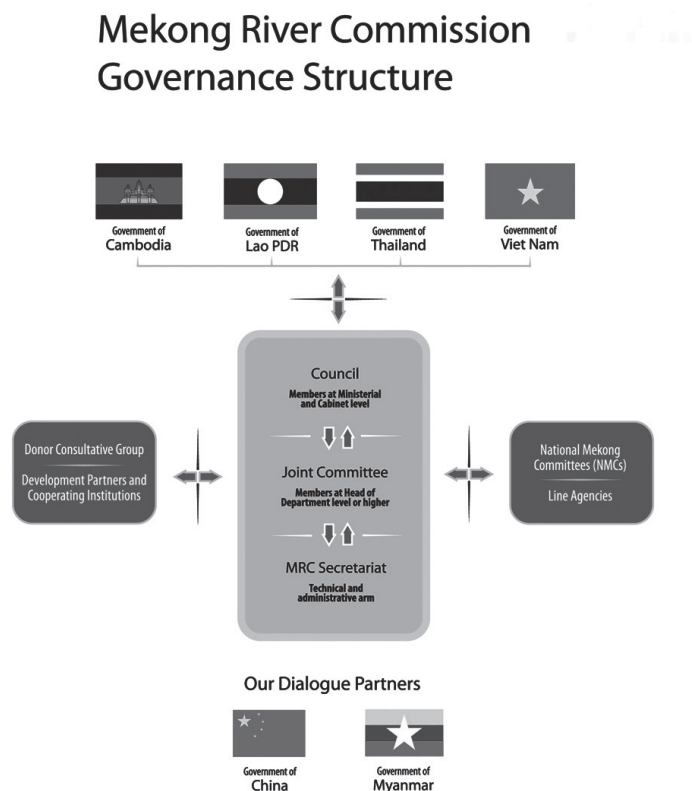 Mekong River Commission
Governance Structure
Government of
Cambodia
Government of
Lao PDR
Government of
Thailand
Government of
Viet Nam
Council
Members at Ministerial
and Cabinet level
Donor Consultative Group
Development Partners and
Cooperating Institutions
Joint Committee
Members at Head of
Department level or higher
National Mekong
Committees (NMCs)
Line Agencies
MRC Secretariat
Technical and
administrative arm
Our Dialogue Partners
Government of
China
Government of
Myanmar